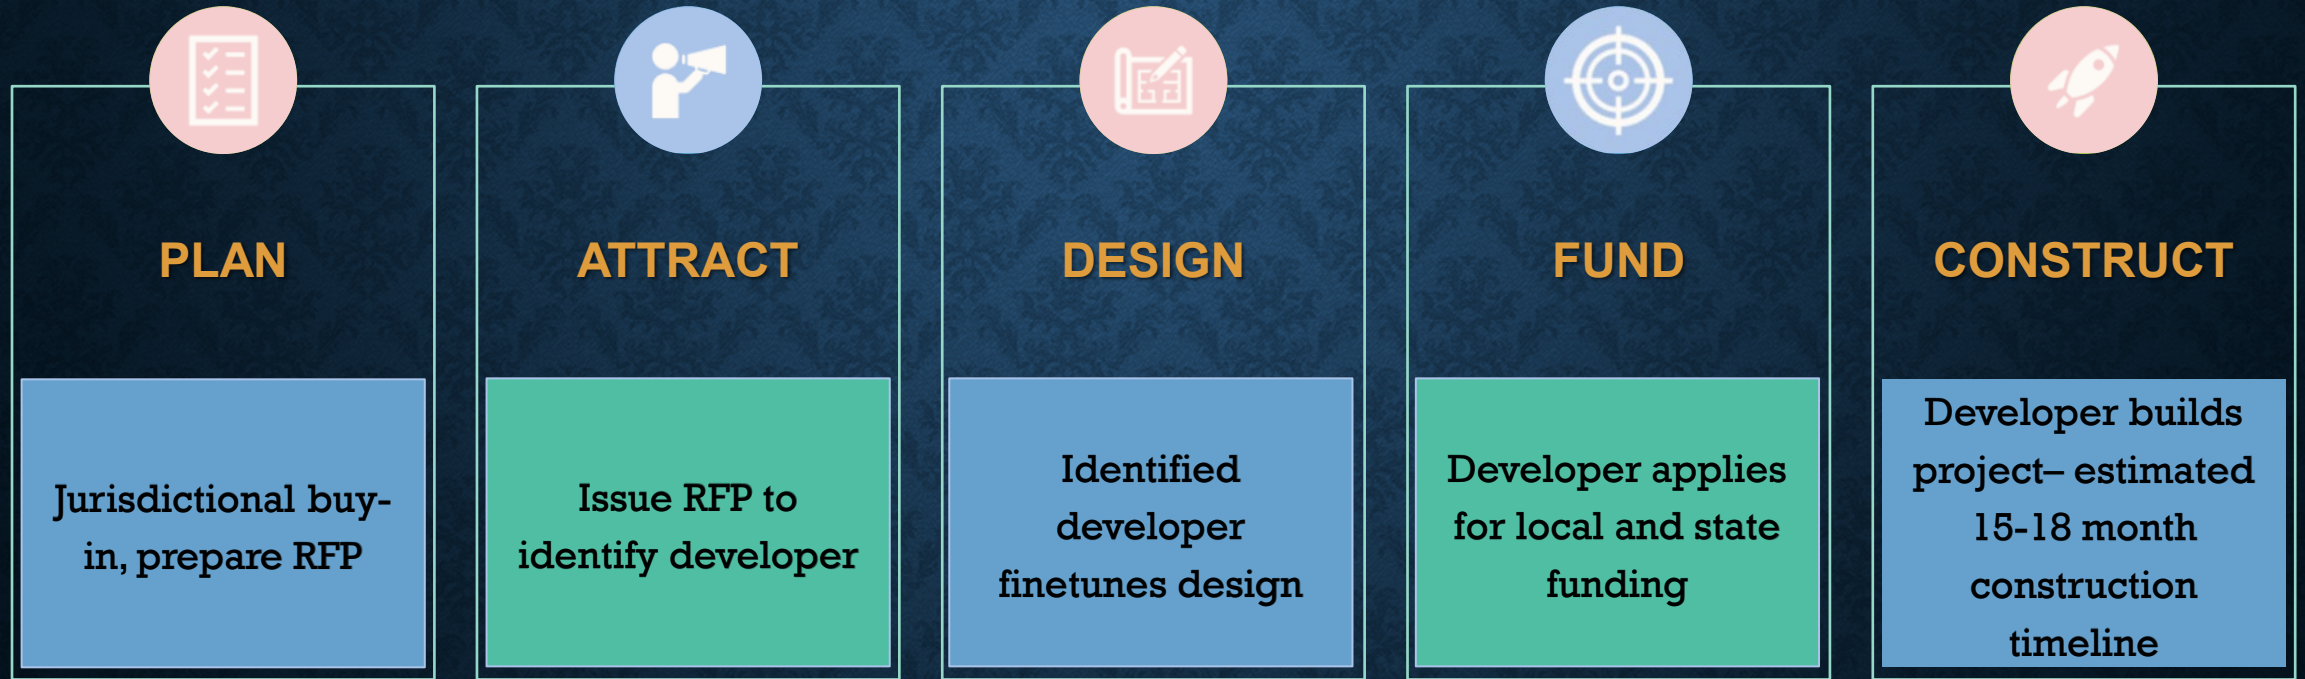 PLAN
Jurisdictional buy-
in, prepare RFP
ATTRACT
Issue RFP to
identify developer
DESIGN
Identified
developer
finetunes design
FUND
Developer applies
for local and state
funding
CONSTRUCT
Developer builds
project– estimated
15-18 month
construction
timeline